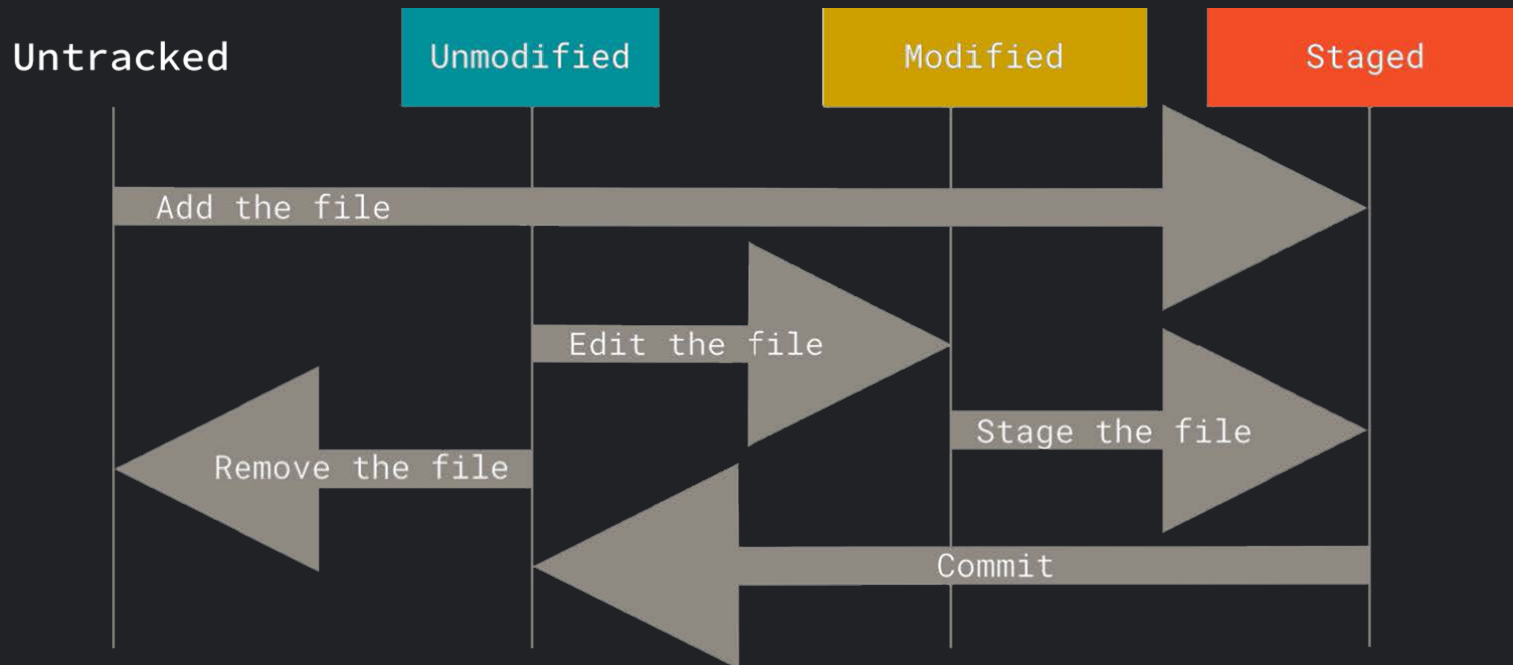 Untracked
Unmodified
Modified
Staged
Add the file
Edit the file
Stage the file
Remove the file
Commit